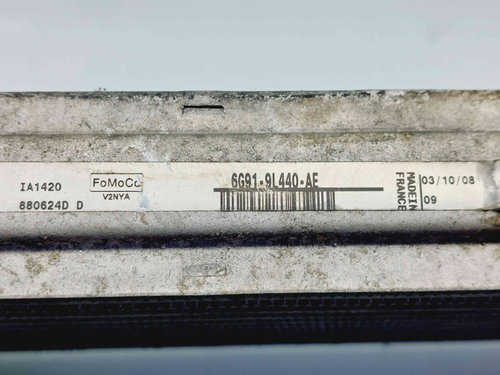 IA1420
880624D D
FoMoCo
V2NYA
6G91-9L440-AE
MADE IN
FRANCE
03/10/08
09